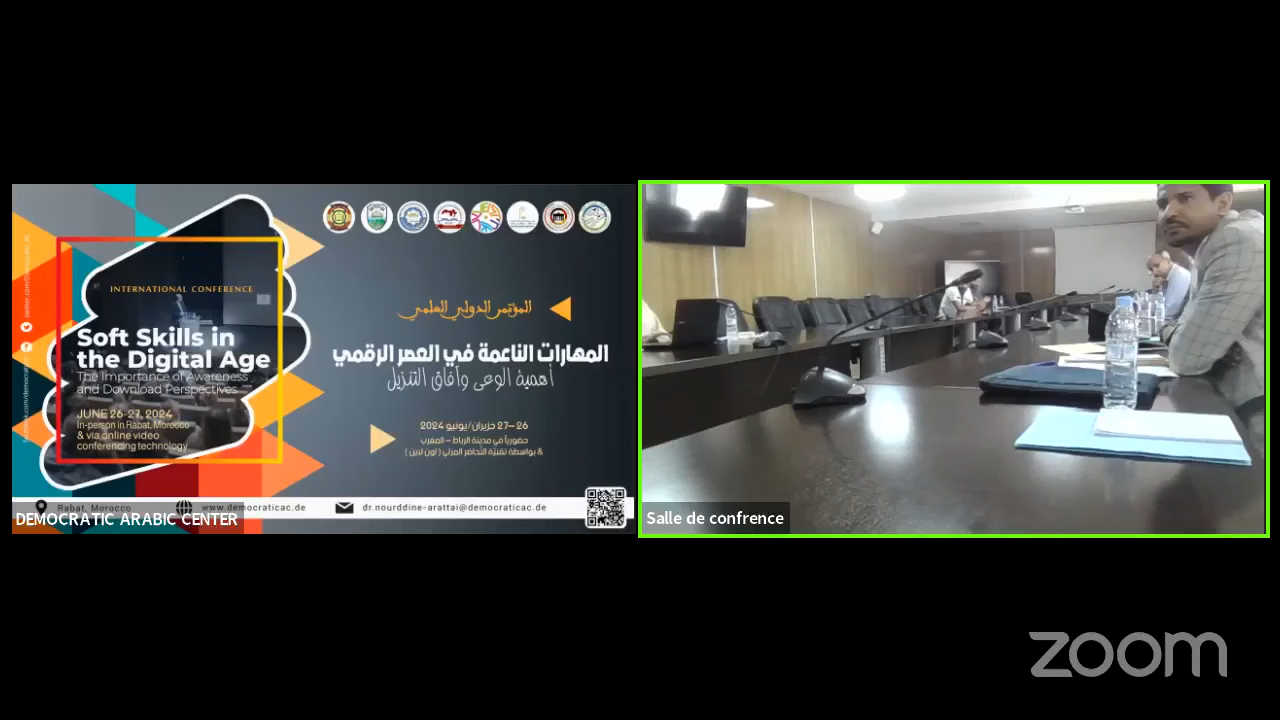 INTERNATIONAL CONFERENCE
Soft Skills in
the Digital Age
The Importance of Awareness
and Download Perspectives
JUNE 26-27, 2024
In-person in Rabat, Morocco
& via online video
conferencing technology
المؤتمر الدولي العلمي
المهارات الناعمة في العصر الرقمي
أهمية الوعي وآفاق التنزيل
26–27 حزيران/يونيو 2024
حضورياً في مدينة الرباط – المغرب
& بواسطة تقنيّة التّحاضر المرئي ( اون لاين )
Rabat, Morocco
www.democraticac.de
dr.nourddine-arattai@democraticac.de
DEMOCRATIC ARABIC CENTER
Salle de confrence
zoom